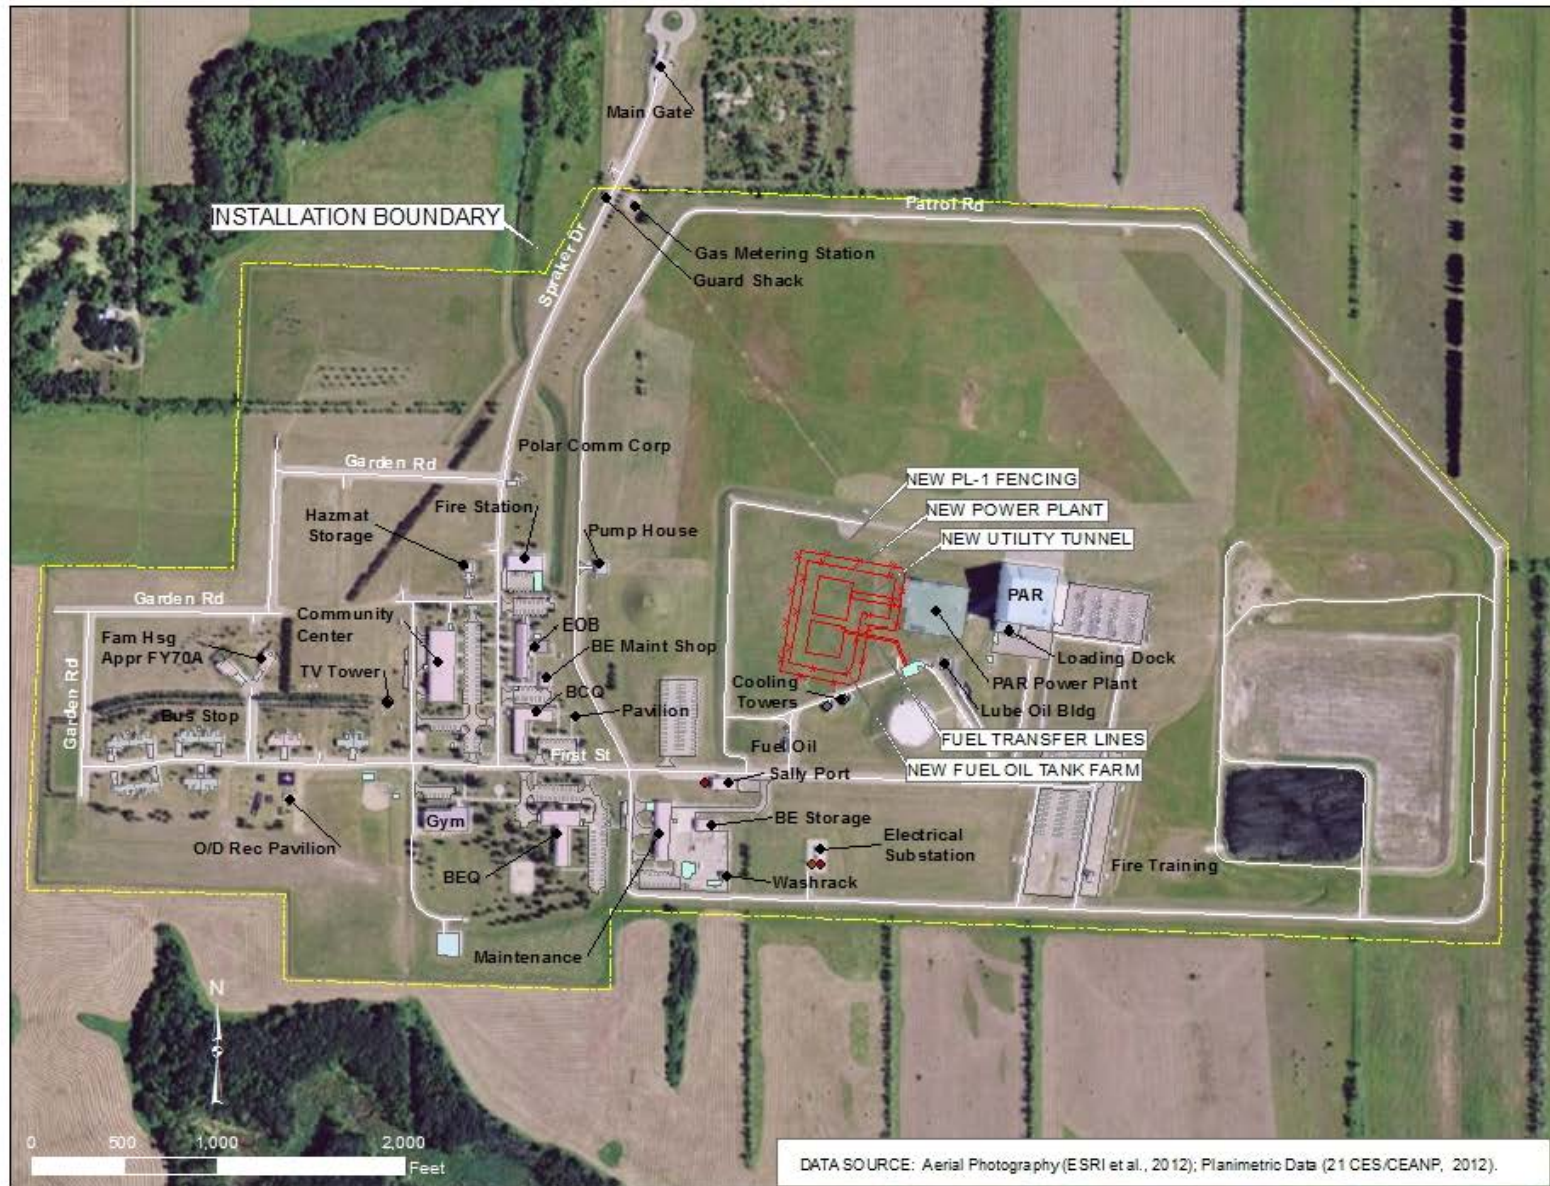 Main Gate
INSTALLATION BOUNDARY
Patrol Rd
Spraker Dr
Gas Metering Station
Guard Shack
Polar Comm Corp
Garden Rd
NEW PL-1 FENCING
Fire Station
NEW POWER PLANT
Hazmat
Storage
Pump House
NEW UTILITY TUNNEL
PAR
Garden Rd
Community
Center
EOB
Fam Hsg
Appr FY70A
BE Maint Shop
Loading Dock
TV Tower
BCQ
Cooling
Towers
PAR Power Plant
Garden Rd
Bus Stop
Pavilion
Lube Oil Bldg
First St
Fuel Oil
FUEL TRANSFER LINES
Sally Port
NEW FUEL OIL TANK FARM
Gym
BE Storage
O/D Rec Pavilion
Electrical
Substation
BEQ
Washrack
Fire Training
Maintenance
N
0 500 1,000 2,000
Feet
DATA SOURCE: Aerial Photography (ESRI et al., 2012); Planimetric Data (21 CES/CEANP, 2012).